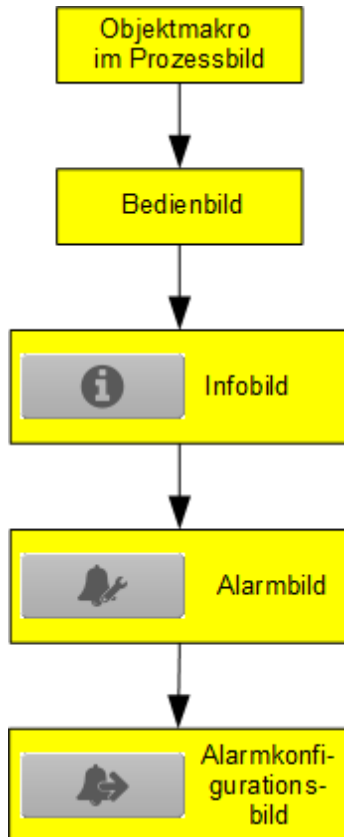 Objektmakro
im Prozessbild
Bedienbild
Infobild
Alarmbild
Alarmkonfi-
gurations-
bild